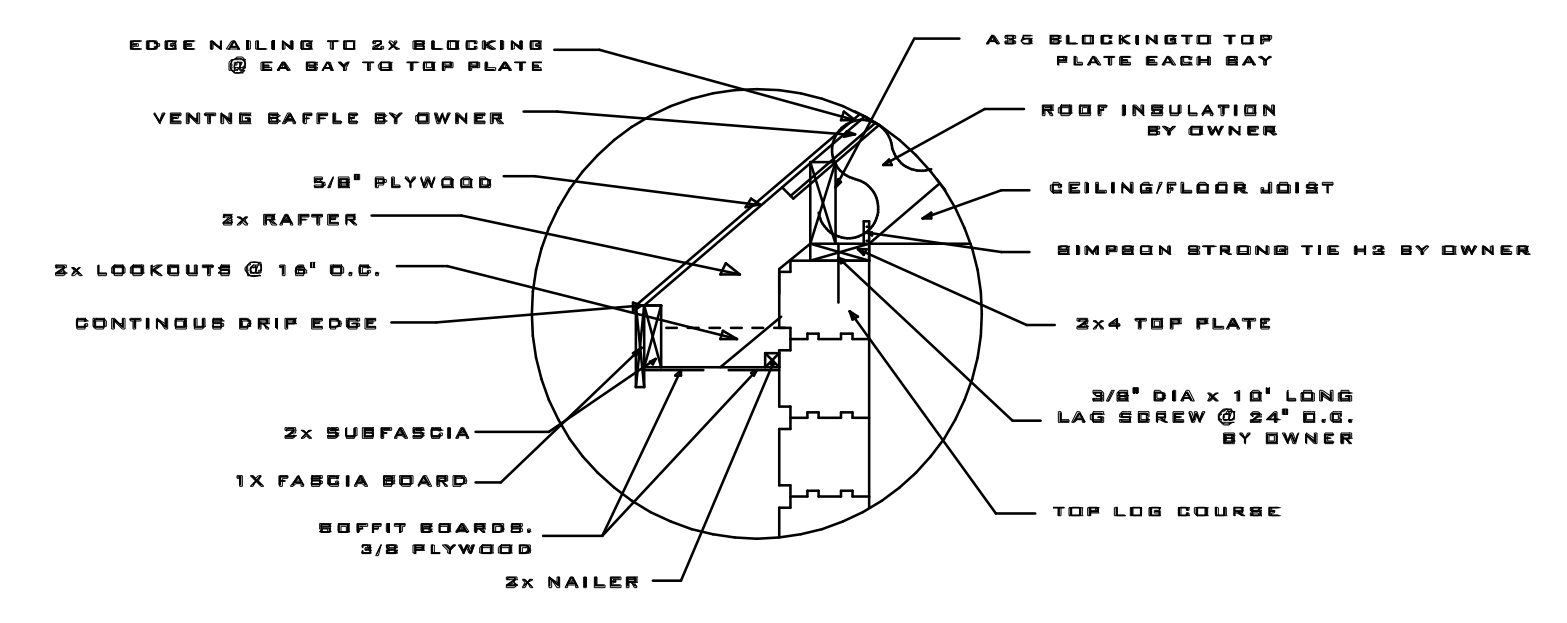 EDGE NAILING TO 2x BLOCKING
@ EA BAY TO TOP PLATE
VENTNG BAFFLE BY OWNER
5/8" PLYWOOD
2x RAFTER
2x LOOKOUTS @ 16" O.C.
CONTINOUS DRIP EDGE
2x SUBFASCIA
1X FASCIA BOARD
SOFFIT BOARDS.
3/8 PLYWOOD
2x NAILER
A35 BLOCKINGTO TOP
PLATE EACH BAY
ROOF INSULATION
BY OWNER
CEILING/FLOOR JOIST
SIMPSON STRONG TIE H3 BY OWNER
2x4 TOP PLATE
3/8" DIA x 10' LONG
LAG SCREW @ 24" O.C.
BY OWNER
TOP LOG COURSE